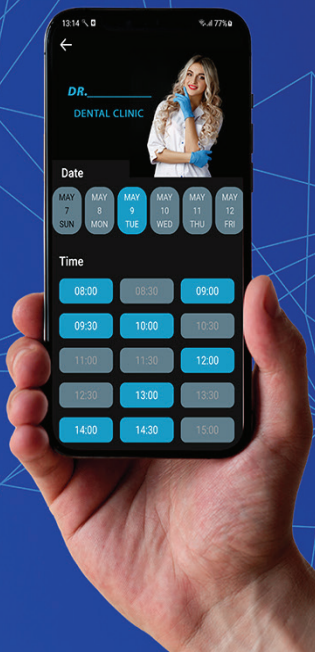 13:14 77%
DR.__________
DENTAL CLINIC
Date
MAY MAY MAY MAY MAY MAY
7 8 9 10 11 12
SUN MON TUE WED THU FRI
Time
08:00 08:30 09:00
09:30 10:00 10:30
11:00 11:30 12:00
12:30 13:00 13:30
14:00 14:30 15:00